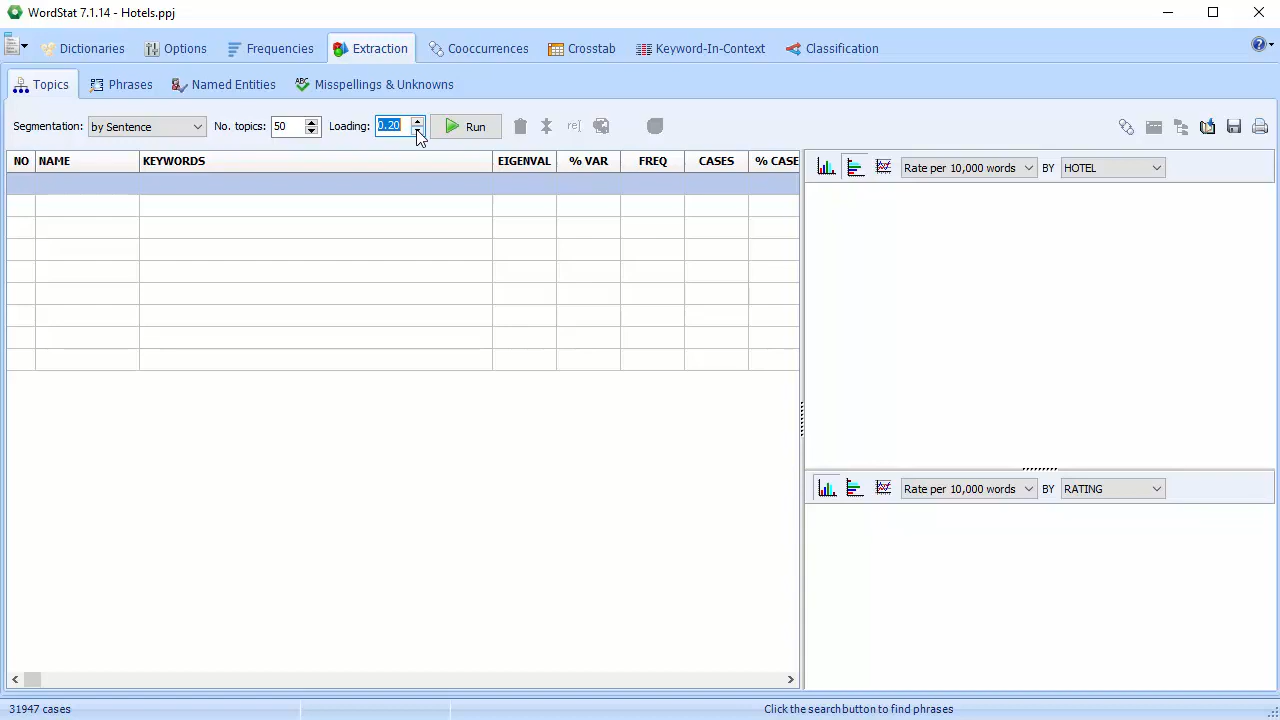 WordStat 7.1.14 - Hotels.ppj
Dictionaries Options Frequencies Extraction Cooccurrences Crosstab Keyword-In-Context Classification
Topics Phrases Named Entities ABC Misspellings & Unknowns
Segmentation: by Sentence No. topics: 50 Loading: 0.20 Run
NO NAME KEYWORDS EIGENVAL % VAR FREQ CASES % CASE
Rate per 10,000 words BY HOTEL
Rate per 10,000 words BY RATING
31947 cases Click the search button to find phrases